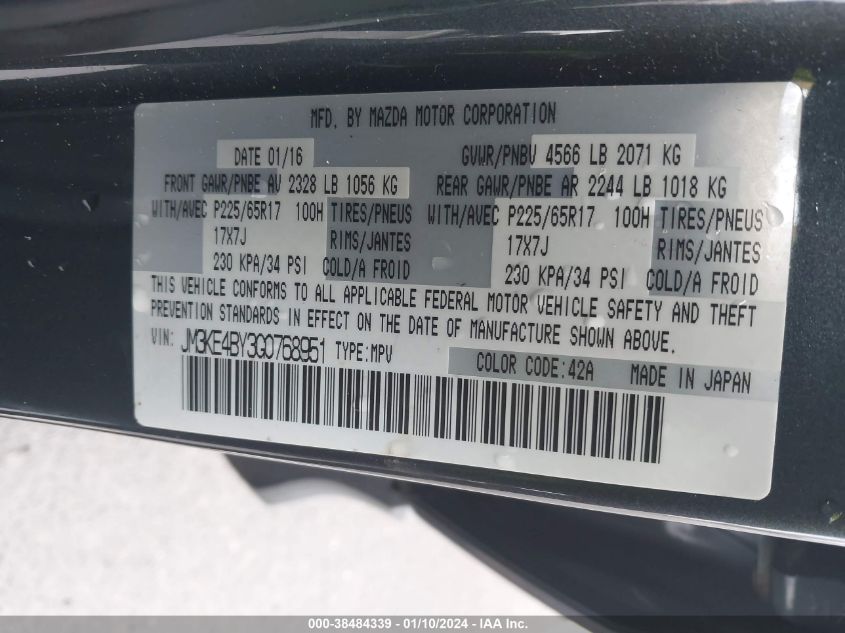 MFD. BY MAZDA MOTOR CORPORATION
DATE 01/16 GVWR/PNBV 4566 LB 2071 KG
FRONT GAWR/PNBE AV 2328 LB 1056 KG REAR GAWR/PNBE AR 2244 LB 1018 KG
WITH/AVEC P225/65R17 100H TIRES/PNEUS WITH/AVEC P225/65R17 100H TIRES/PNEUS
17X7J RIMS/JANTES 17X7J RIMS/JANTES
230 KPA/34 PSI COLD/A FROID 230 KPA/34 PSI COLD/A FROID
THIS VEHICLE CONFORMS TO ALL APPLICABLE FEDERAL MOTOR VEHICLE SAFETY AND THEFT
PREVENTION STANDARDS IN EFFECT ON THE DATE OF MANUFACTURE SHOWN ABOVE.
VIN: JM3KE4BY3G0768951 TYPE:MPV
COLOR CODE:42A MADE IN JAPAN
000-38484339 - 01/10/2024 - IAA Inc.